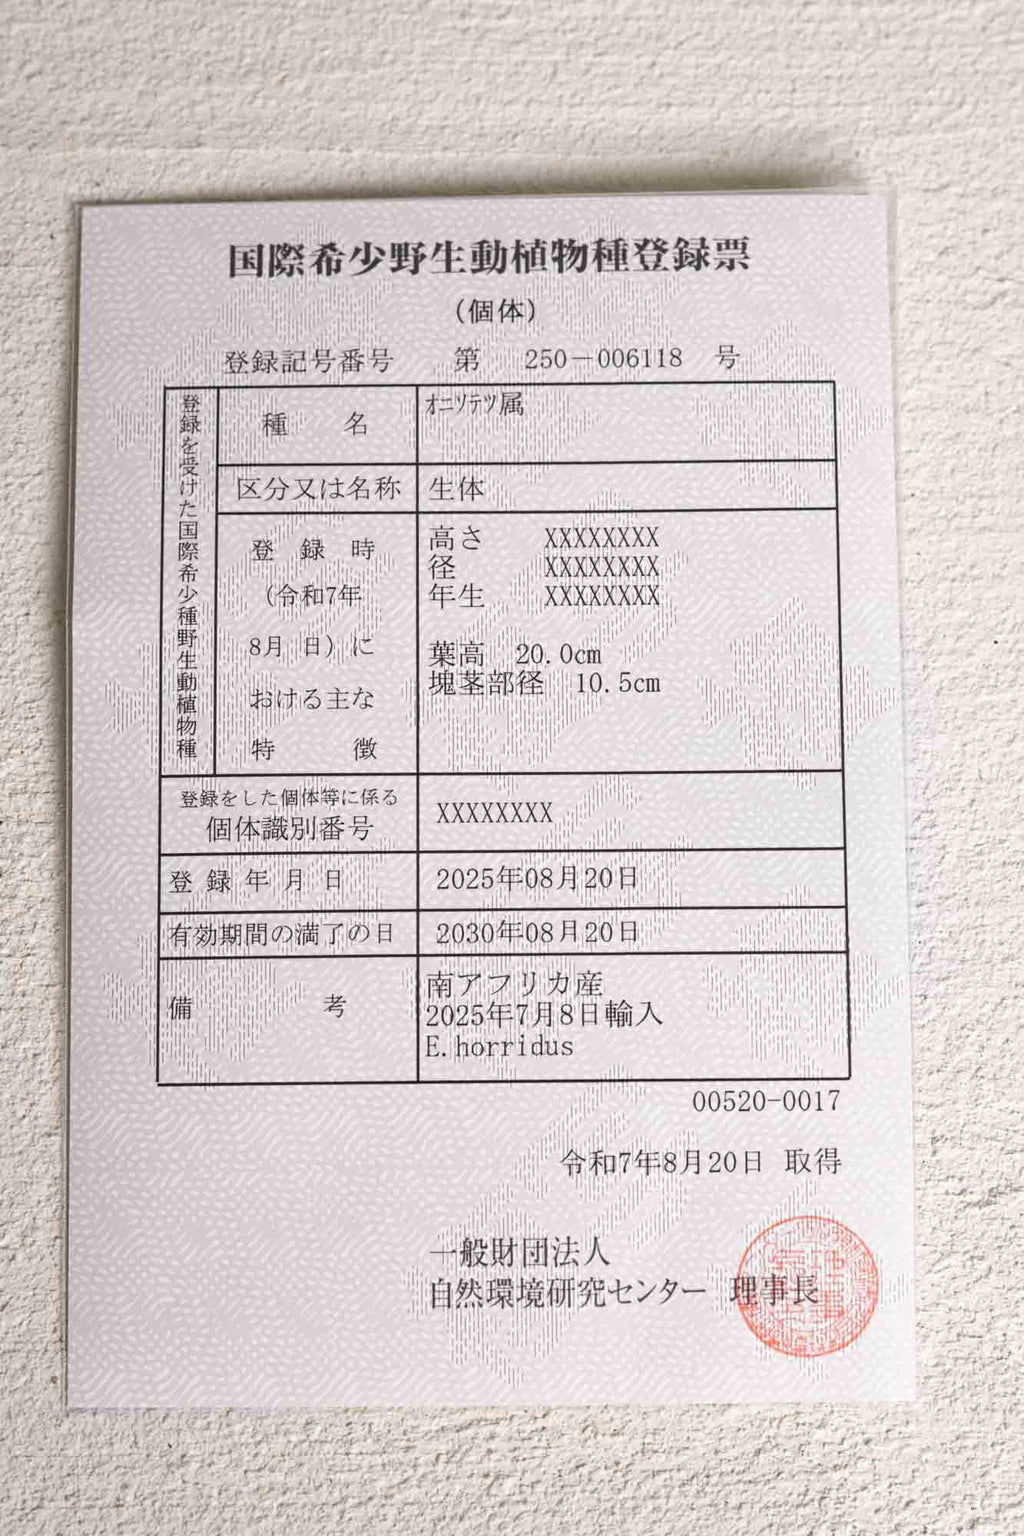 国際希少野生動植物種登録票
（個体）
登録記号番号 第 250－006118 号
登録を受けた国際希少種野生動植物種
種 名
ｵﾆｿﾃﾂ属
区分又は名称
生体
登 録 時
(令和7年
8月 日）に
おける主な
特 徴
高さ XXXXXXXX
径 XXXXXXXX
年生 XXXXXXXX
葉高 20.0cm
塊茎部径 10.5cm
登録をした個体等に係る
個体識別番号
XXXXXXXX
登 録 年 月 日
2025年08月20日
有効期間の満了の日
2030年08月20日
備 考
南アフリカ産
2025年7月8日輸入
E.horridus
00520-0017
令和7年8月20日 取得
一般財団法人
自然環境研究センター 理事長